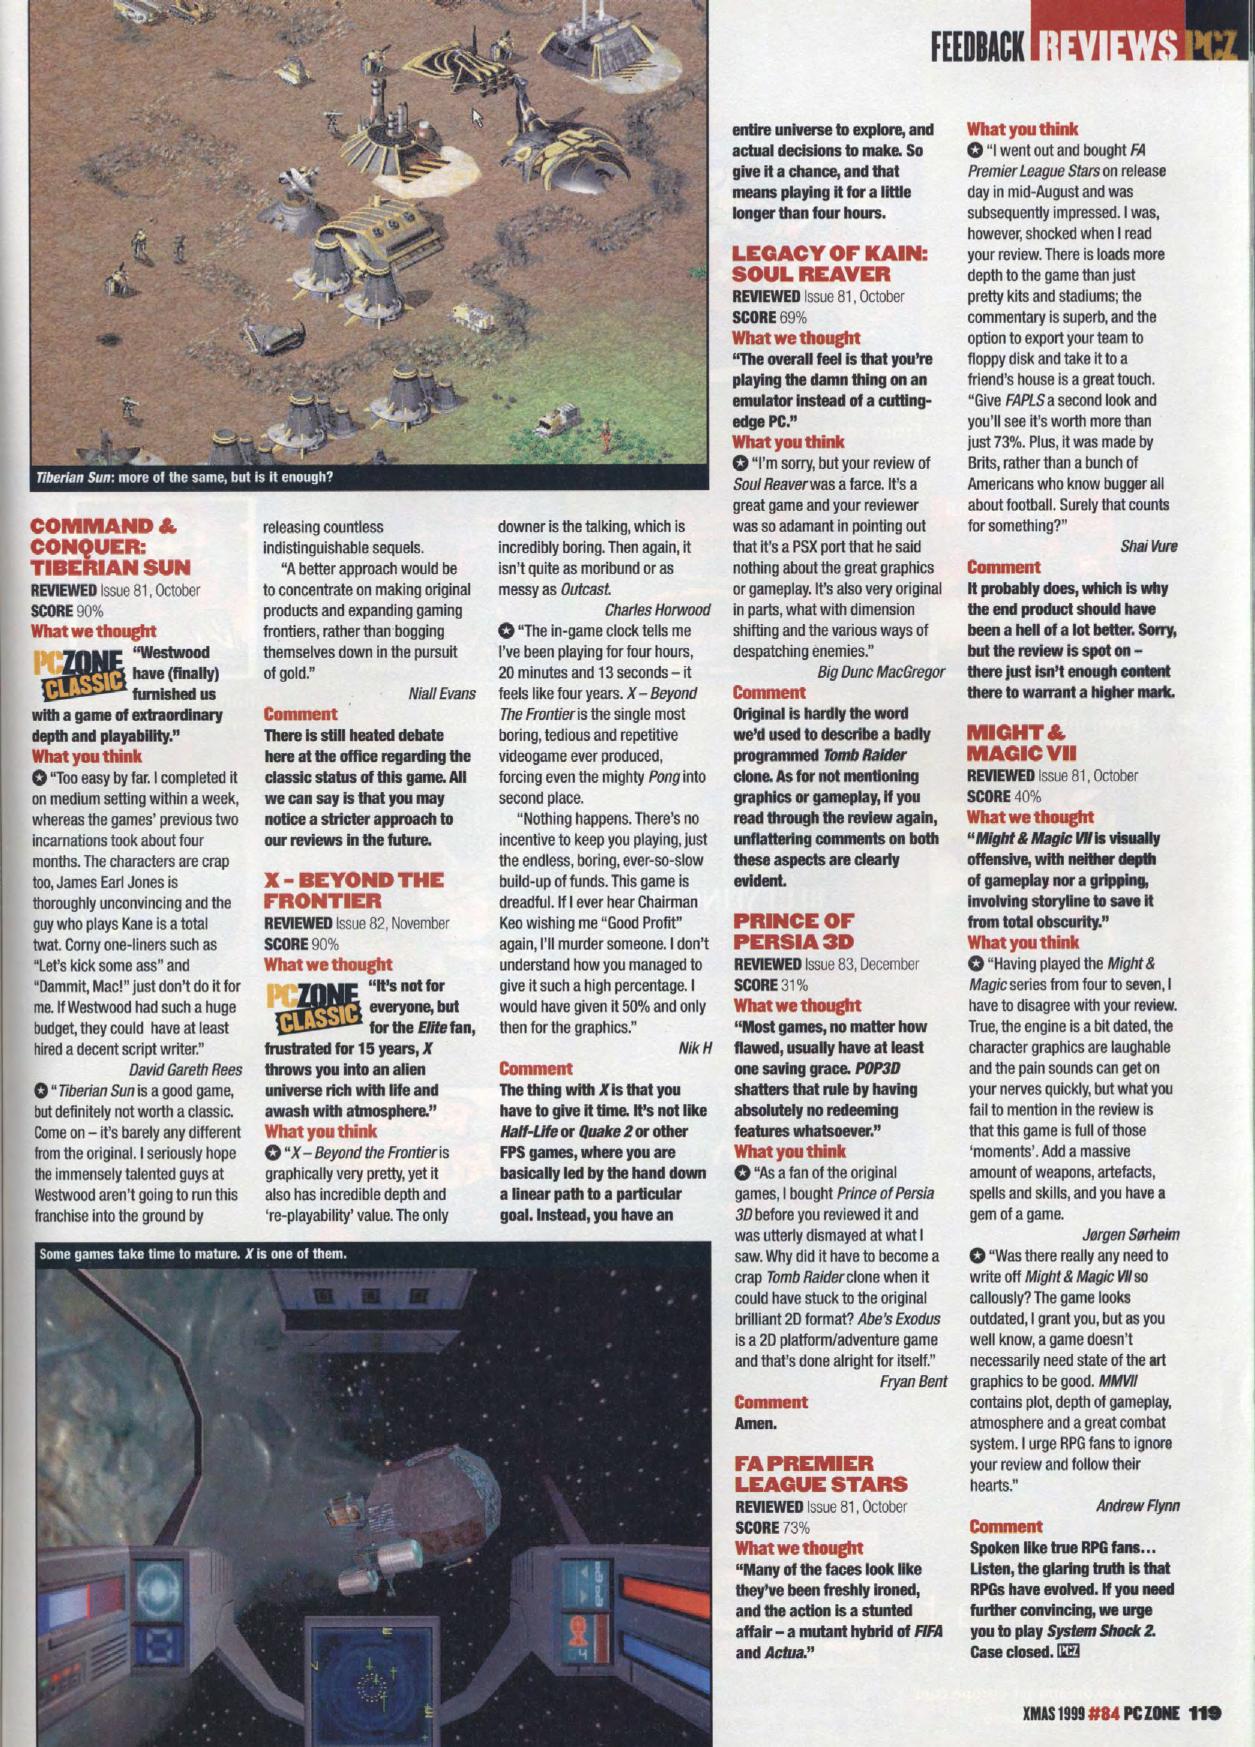 FEEDBACK REVIEWS PCZ
Tiberian Sun: more of the same, but is it enough?
COMMAND &
CONQUER:
TIBERIAN SUN
REVIEWED Issue 81, October
SCORE 90%
What we thought
PC ZONE
CLASSIC
"Westwood
have (finally)
furnished us
with a game of extraordinary
depth and playability."
What you think
"Too easy by far. I completed it
on medium setting within a week,
whereas the games' previous two
incarnations took about four
months. The characters are crap
too, James Earl Jones is
thoroughly unconvincing and the
guy who plays Kane is a total
twat. Corny one-liners such as
"Let's kick some ass" and
"Dammit, Mac!" just don't do it for
me. If Westwood had such a huge
budget, they could have at least
hired a decent script writer."
David Gareth Rees
"Tiberian Sun is a good game,
but definitely not worth a classic.
Come on – it's barely any different
from the original. I seriously hope
the immensely talented guys at
Westwood aren't going to run this
franchise into the ground by
releasing countless
indistinguishable sequels.
"A better approach would be
to concentrate on making original
products and expanding gaming
frontiers, rather than bogging
themselves down in the pursuit
of gold."
Niall Evans
Comment
There is still heated debate
here at the office regarding the
classic status of this game. All
we can say is that you may
notice a stricter approach to
our reviews in the future.
X – BEYOND THE
FRONTIER
REVIEWED Issue 82, November
SCORE 90%
What we thought
PC ZONE
CLASSIC
"It's not for
everyone, but
for the Elite fan,
frustrated for 15 years, X
throws you into an alien
universe rich with life and
awash with atmosphere."
What you think
"X – Beyond the Frontier is
graphically very pretty, yet it
also has incredible depth and
're-playability' value. The only
downer is the talking, which is
incredibly boring. Then again, it
isn't quite as moribund or as
messy as Outcast.
Charles Horwood
"The in-game clock tells me
I've been playing for four hours,
20 minutes and 13 seconds – it
feels like four years. X – Beyond
The Frontier is the single most
boring, tedious and repetitive
videogame ever produced,
forcing even the mighty Pong into
second place.
"Nothing happens. There's no
incentive to keep you playing, just
the endless, boring, ever-so-slow
build-up of funds. This game is
dreadful. If I ever hear Chairman
Keo wishing me "Good Profit"
again, I'll murder someone. I don't
understand how you managed to
give it such a high percentage. I
would have given it 50% and only
then for the graphics."
Nik H
Comment
The thing with X is that you
have to give it time. It's not like
Half-Life or Quake 2 or other
FPS games, where you are
basically led by the hand down
a linear path to a particular
goal. Instead, you have an
Some games take time to mature. X is one of them.
4
entire universe to explore, and
actual decisions to make. So
give it a chance, and that
means playing it for a little
longer than four hours.
LEGACY OF KAIN:
SOUL REAVER
REVIEWED Issue 81, October
SCORE 69%
What we thought
"The overall feel is that you're
playing the damn thing on an
emulator instead of a cutting-
edge PC."
What you think
"I'm sorry, but your review of
Soul Reaver was a farce. It's a
great game and your reviewer
was so adamant in pointing out
that it's a PSX port that he said
nothing about the great graphics
or gameplay. It's also very original
in parts, what with dimension
shifting and the various ways of
despatching enemies."
Big Dunc MacGregor
Comment
Original is hardly the word
we'd used to describe a badly
programmed Tomb Raider
clone. As for not mentioning
graphics or gameplay, if you
read through the review again,
unflattering comments on both
these aspects are clearly
evident.
PRINCE OF
PERSIA 3D
REVIEWED Issue 83, December
SCORE 31%
What we thought
"Most games, no matter how
flawed, usually have at least
one saving grace. POP3D
shatters that rule by having
absolutely no redeeming
features whatsoever."
What you think
"As a fan of the original
games, I bought Prince of Persia
3D before you reviewed it and
was utterly dismayed at what I
saw. Why did it have to become a
crap Tomb Raider clone when it
could have stuck to the original
brilliant 2D format? Abe's Exodus
is a 2D platform/adventure game
and that's done alright for itself."
Fryan Bent
Comment
Amen.
FA PREMIER
LEAGUE STARS
REVIEWED Issue 81, October
SCORE 73%
What we thought
"Many of the faces look like
they've been freshly ironed,
and the action is a stunted
affair – a mutant hybrid of FIFA
and Actua."
What you think
"I went out and bought FA
Premier League Stars on release
day in mid-August and was
subsequently impressed. I was,
however, shocked when I read
your review. There is loads more
depth to the game than just
pretty kits and stadiums; the
commentary is superb, and the
option to export your team to
floppy disk and take it to a
friend's house is a great touch.
"Give FAPLS a second look and
you'll see it's worth more than
just 73%. Plus, it was made by
Brits, rather than a bunch of
Americans who know bugger all
about football. Surely that counts
for something?"
Shai Vure
Comment
It probably does, which is why
the end product should have
been a hell of a lot better. Sorry,
but the review is spot on –
there just isn't enough content
there to warrant a higher mark.
MIGHT &
MAGIC VII
REVIEWED Issue 81, October
SCORE 40%
What we thought
"Might & Magic VII is visually
offensive, with neither depth
of gameplay nor a gripping,
involving storyline to save it
from total obscurity."
What you think
"Having played the Might &
Magic series from four to seven, I
have to disagree with your review.
True, the engine is a bit dated, the
character graphics are laughable
and the pain sounds can get on
your nerves quickly, but what you
fail to mention in the review is
that this game is full of those
'moments'. Add a massive
amount of weapons, artefacts,
spells and skills, and you have a
gem of a game.
Jørgen Sørheim
"Was there really any need to
write off Might & Magic VII so
callously? The game looks
outdated, I grant you, but as you
well know, a game doesn't
necessarily need state of the art
graphics to be good. MMVII
contains plot, depth of gameplay,
atmosphere and a great combat
system. I urge RPG fans to ignore
your review and follow their
hearts."
Andrew Flynn
Comment
Spoken like true RPG fans...
Listen, the glaring truth is that
RPGs have evolved. If you need
further convincing, we urge
you to play System Shock 2.
Case closed. PCZ
XMAS 1999 #84 PC ZONE 119